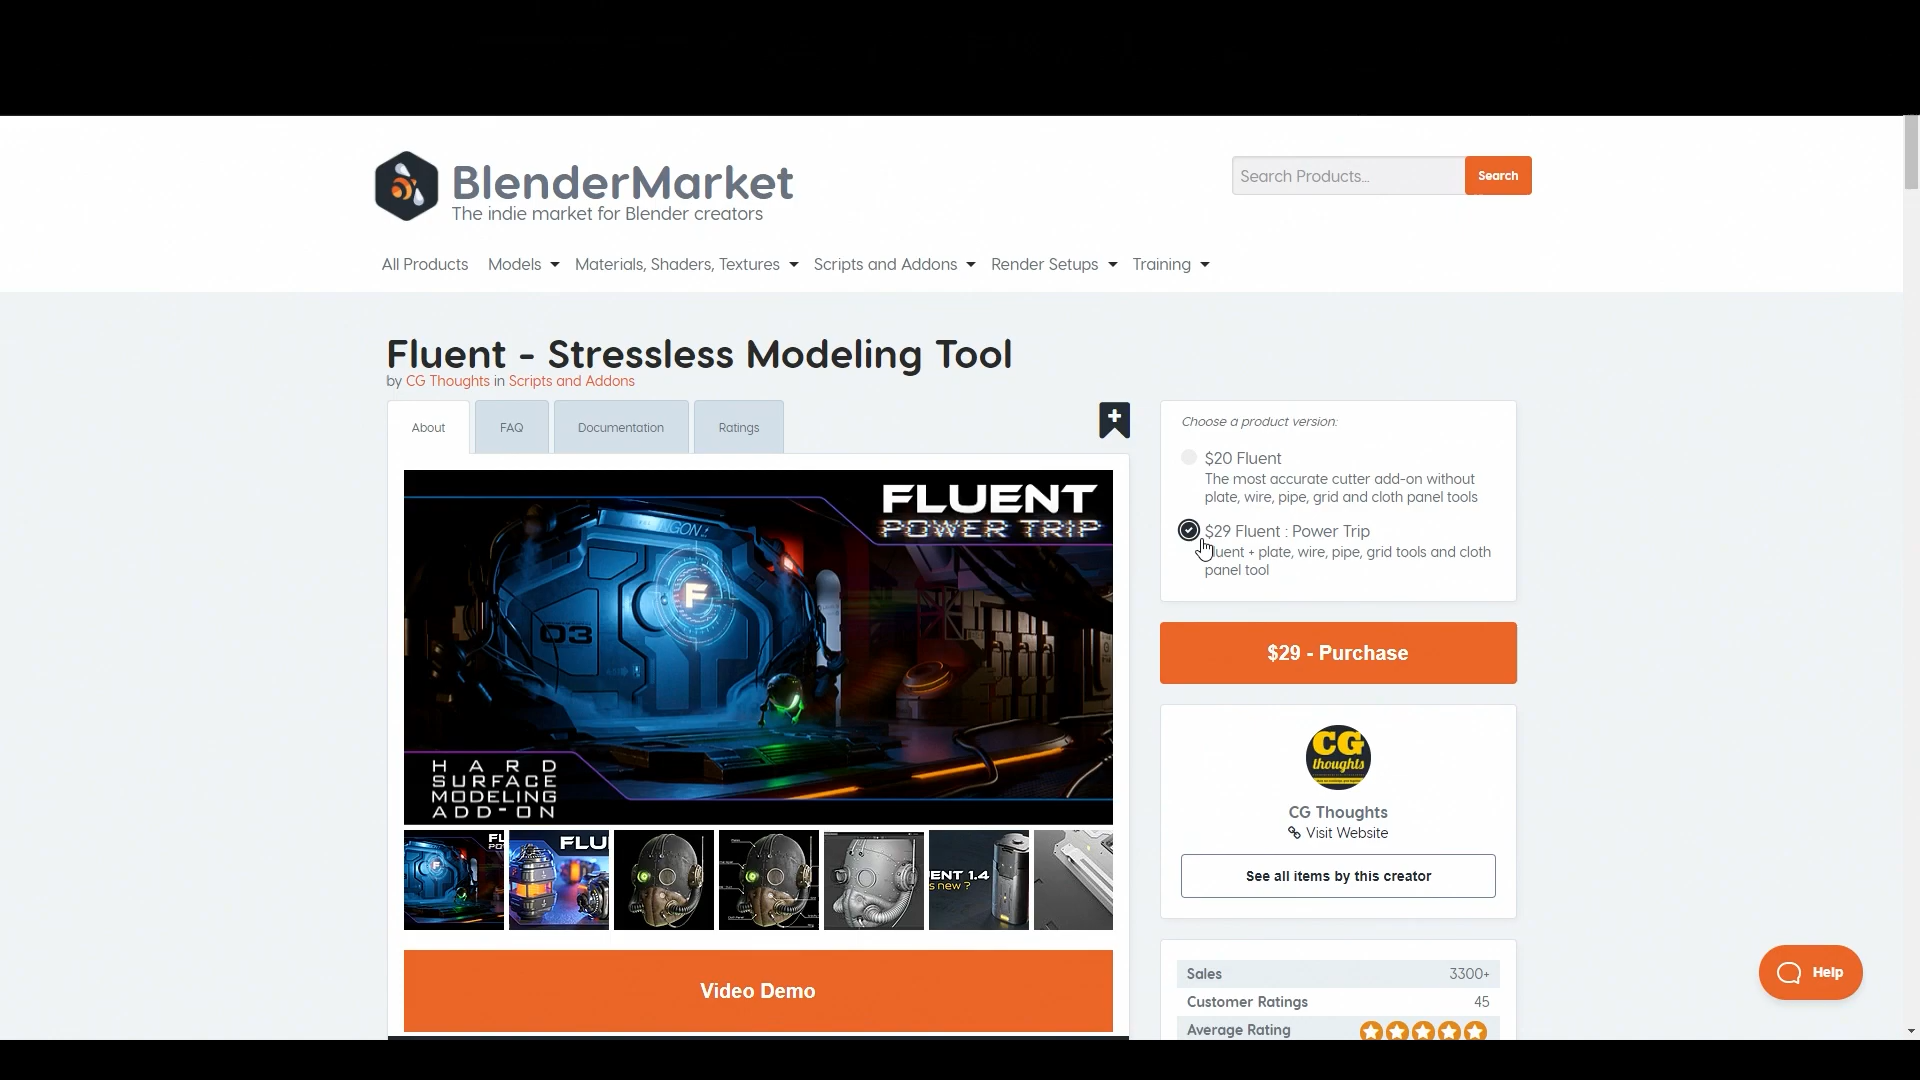 BlenderMarket
The indie market for Blender creators
Search Products...
Search
All Products
Models
Materials, Shaders, Textures
Scripts and Addons
Render Setups
Training
Fluent - Stressless Modeling Tool
by CG Thoughts in Scripts and Addons
About
FAQ
Documentation
Ratings
FLUENT
POWER TRIP
F
03
HARD
SURFACE
MODELING
ADD-ON
FLU
ENT 1.4
s new ?
Video Demo
Choose a product version:
$20 Fluent
The most accurate cutter add-on without
plate, wire, pipe, grid and cloth panel tools
$29 Fluent : Power Trip
luent + plate, wire, pipe, grid tools and cloth
panel tool
$29 - Purchase
CG
thoughts
CG Thoughts
Visit Website
See all items by this creator
Sales 3300+
Customer Ratings 45
Average Rating
Help